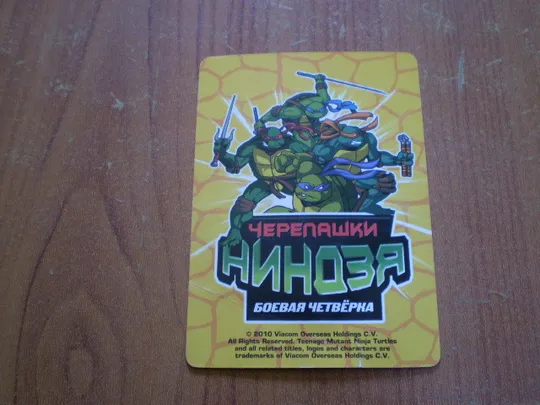 ЧЕРЕПАШКИ
НИНДЗЯ
БОЕВАЯ ЧЕТВЁРКА
© 2010 Viacom Overseas Holdings C.V.
All Rights Reserved. Teenage Mutant Ninja Turtles
and all related titles, logos and characters are
trademarks of Viacom Overseas Holdings C.V.